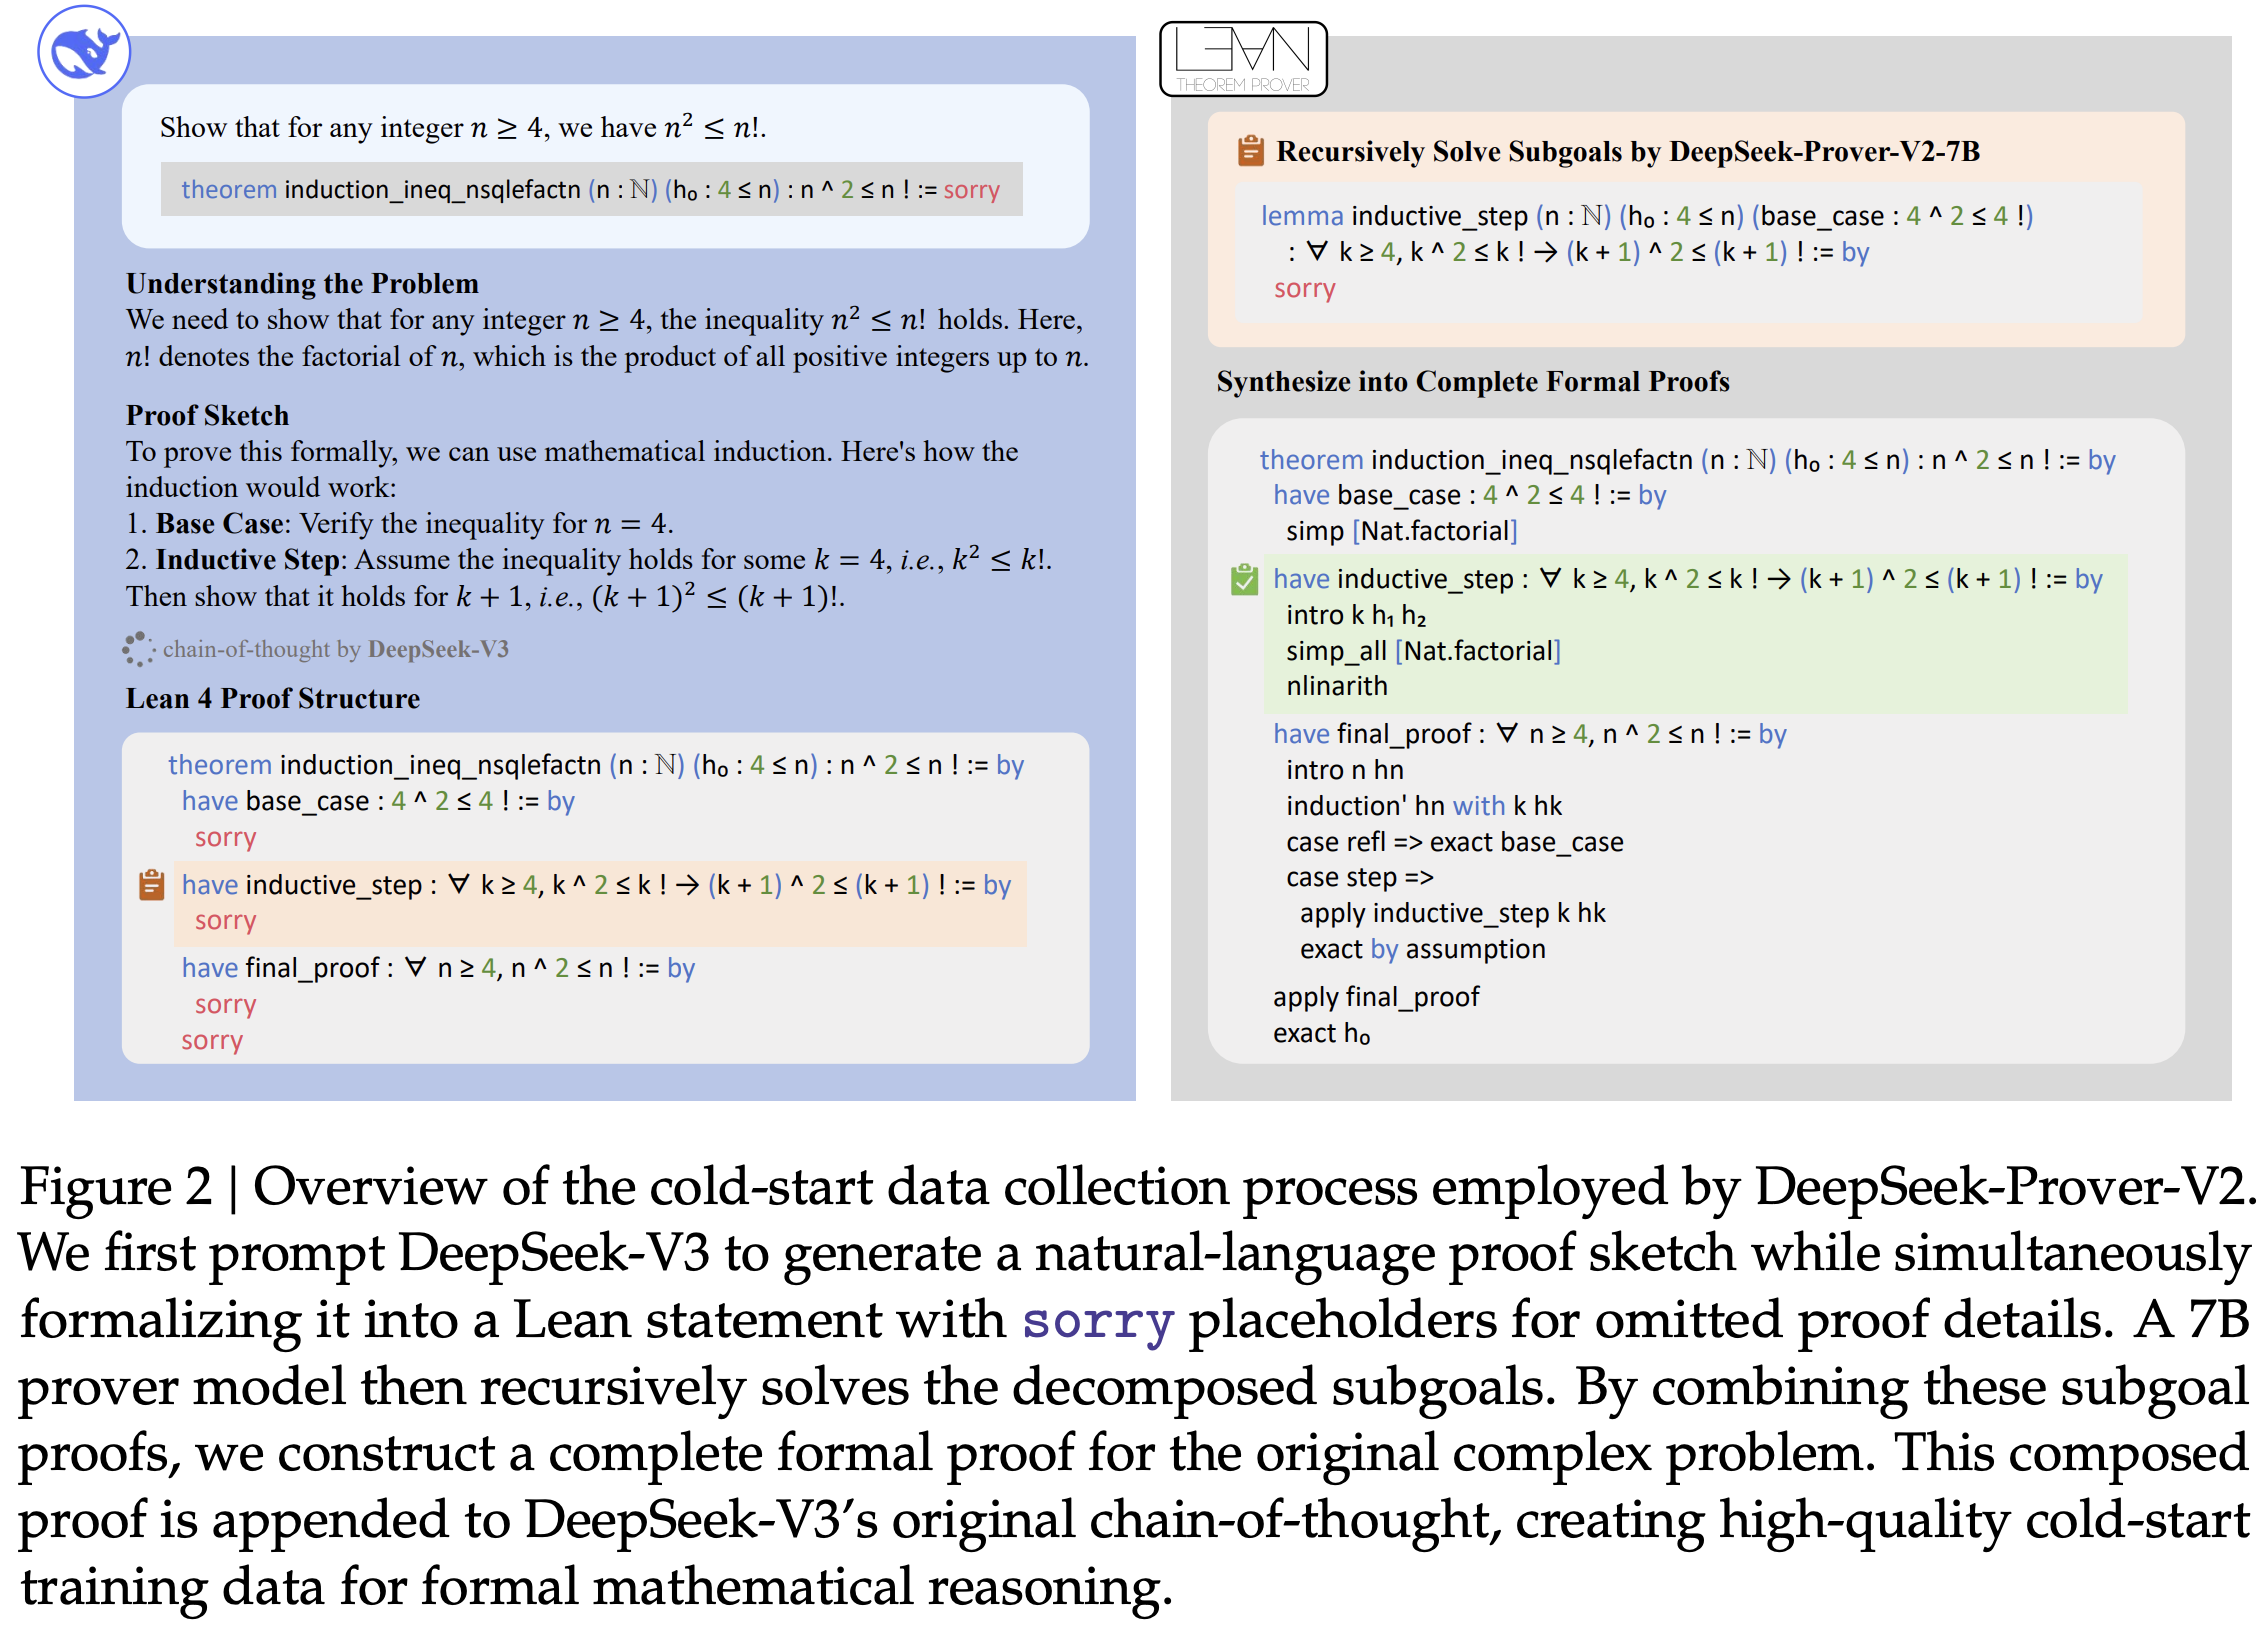 Show that for any integer n ≥ 4, we have n² ≤ n!.
theorem induction_ineq_nsqlefactn (n : ℕ) (h₀ : 4 ≤ n) : n ^ 2 ≤ n ! := sorry
Understanding the Problem
We need to show that for any integer n ≥ 4, the inequality n² ≤ n! holds. Here,
n! denotes the factorial of n, which is the product of all positive integers up to n.
Proof Sketch
To prove this formally, we can use mathematical induction. Here's how the
induction would work:
1. Base Case: Verify the inequality for n = 4.
2. Inductive Step: Assume the inequality holds for some k = 4, i.e., k² ≤ k!.
Then show that it holds for k + 1, i.e., (k + 1)² ≤ (k + 1)!.
chain-of-thought by DeepSeek-V3
Lean 4 Proof Structure
theorem induction_ineq_nsqlefactn (n : ℕ) (h₀ : 4 ≤ n) : n ^ 2 ≤ n ! := by
have base_case : 4 ^ 2 ≤ 4 ! := by
sorry
have inductive_step : ∀ k ≥ 4, k ^ 2 ≤ k ! → (k + 1) ^ 2 ≤ (k + 1) ! := by
sorry
have final_proof : ∀ n ≥ 4, n ^ 2 ≤ n ! := by
sorry
sorry
L∃∀N
THEOREM PROVER
Recursively Solve Subgoals by DeepSeek-Prover-V2-7B
lemma inductive_step (n : ℕ) (h₀ : 4 ≤ n) (base_case : 4 ^ 2 ≤ 4 !)
: ∀ k ≥ 4, k ^ 2 ≤ k ! → (k + 1) ^ 2 ≤ (k + 1) ! := by
sorry
Synthesize into Complete Formal Proofs
theorem induction_ineq_nsqlefactn (n : ℕ) (h₀ : 4 ≤ n) : n ^ 2 ≤ n ! := by
have base_case : 4 ^ 2 ≤ 4 ! := by
simp [Nat.factorial]
have inductive_step : ∀ k ≥ 4, k ^ 2 ≤ k ! → (k + 1) ^ 2 ≤ (k + 1) ! := by
intro k h₁ h₂
simp_all [Nat.factorial]
nlinarith
have final_proof : ∀ n ≥ 4, n ^ 2 ≤ n ! := by
intro n hn
induction' hn with k hk
case refl => exact base_case
case step =>
apply inductive_step k hk
exact by assumption
apply final_proof
exact h₀
Figure 2 | Overview of the cold-start data collection process employed by DeepSeek-Prover-V2.
We first prompt DeepSeek-V3 to generate a natural-language proof sketch while simultaneously
formalizing it into a Lean statement with sorry placeholders for omitted proof details. A 7B
prover model then recursively solves the decomposed subgoals. By combining these subgoal
proofs, we construct a complete formal proof for the original complex problem. This composed
proof is appended to DeepSeek-V3’s original chain-of-thought, creating high-quality cold-start
training data for formal mathematical reasoning.